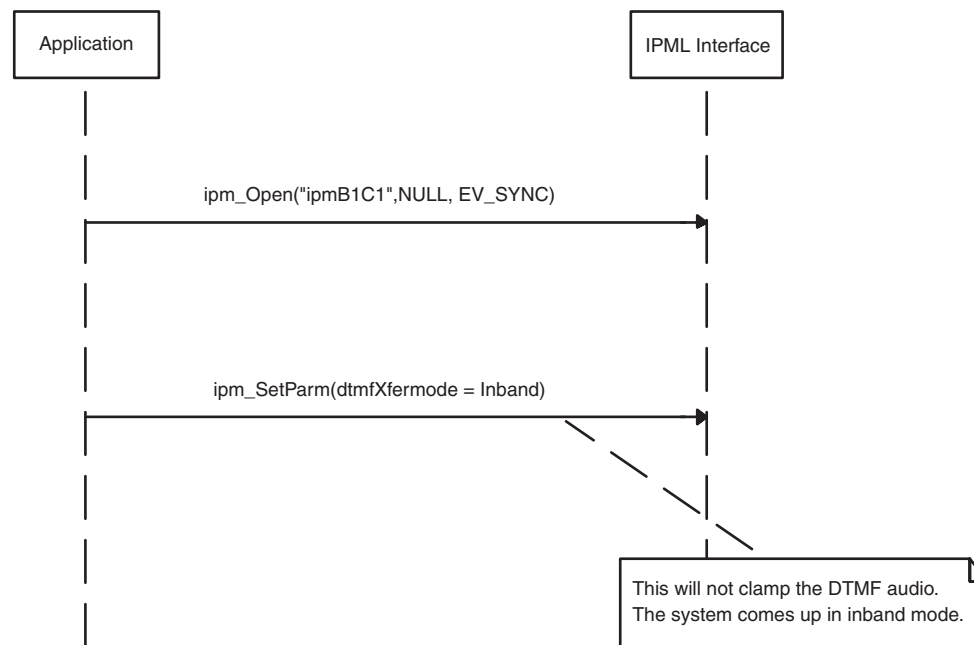 Application
IPML Interface
ipm_Open("ipmB1C1",NULL, EV_SYNC)
ipm_SetParm(dtmfXfermode = Inband)
This will not clamp the DTMF audio.
The system comes up in inband mode.